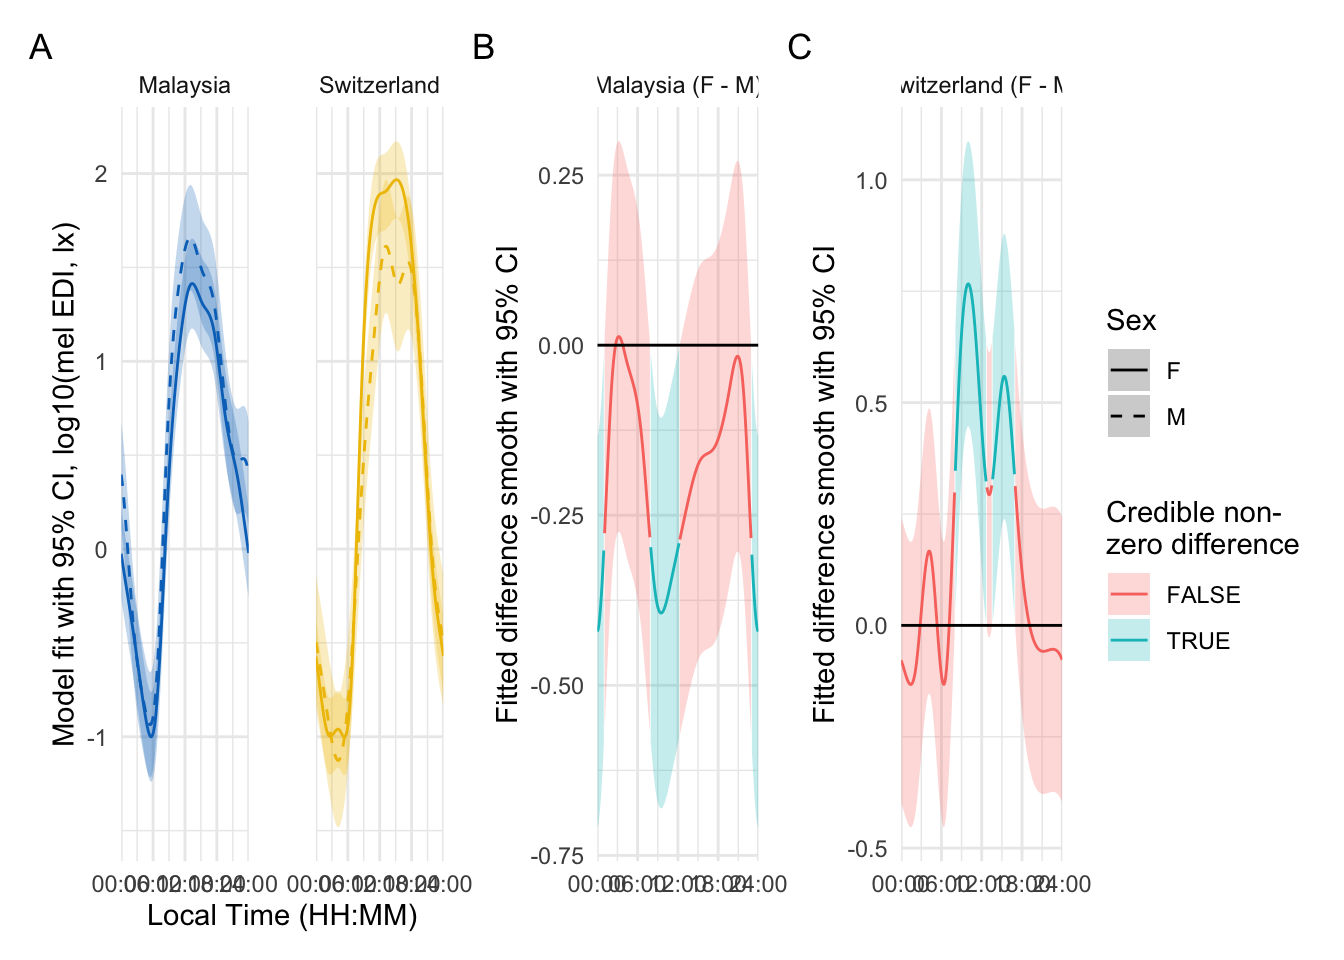 A
B
C
Malaysia
Switzerland
Malaysia (F - M)
witzerland (F - M
Model fit with 95% CI, log10(mel EDI, lx)
2
1
0
-1
00:00 06:00 12:00 18:00 24:00
00:00 06:00 12:00 18:00 24:00
Local Time (HH:MM)
Fitted difference smooth with 95% CI
0.25
0.00
-0.25
-0.50
-0.75
00:00 06:00 12:00 18:00 24:00
Fitted difference smooth with 95% CI
1.0
0.5
0.0
-0.5
00:00 06:00 12:00 18:00 24:00
Sex
F
M
Credible non-
zero difference
FALSE
TRUE